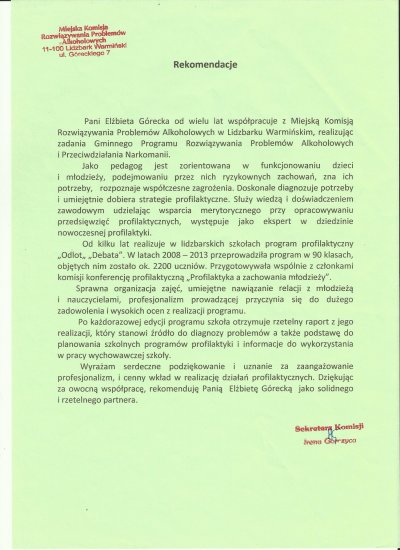 Miejska Komisja
Rozwiązywania Problemów
Alkoholowych
11-100 Lidzbark Warmiński
ul. Góreckiego 7
Rekomendacje
Pani Elżbieta Górecka od wielu lat współpracuje z Miejską Komisją
Rozwiązywania Problemów Alkoholowych w Lidzbarku Warmińskim, realizując
zadania Gminnego Programu Rozwiązywania Problemów Alkoholowych
i Przeciwdziałania Narkomanii.
Jako pedagog jest zorientowana w funkcjonowaniu dzieci
i młodzieży, podejmowaniu przez nich ryzykownych zachowań, zna ich
potrzeby, rozpoznaje współczesne zagrożenia. Doskonale diagnozuje potrzeby
i umiejętnie dobiera strategie profilaktyczne. Służy wiedzą i doświadczeniem
zawodowym udzielając wsparcia merytorycznego przy opracowywaniu
przedsięwzięć profilaktycznych, występuje jako ekspert w dziedzinie
nowoczesnej profilaktyki.
Od kilku lat realizuje w lidzbarskich szkołach program profilaktyczny
„Odlot„ „Debata". W latach 2008 – 2013 przeprowadziła program w 90 klasach,
objętych nim zostało ok. 2200 uczniów. Przygotowywała wspólnie z członkami
komisji konferencję profilaktyczną „Profilaktyka a zachowania młodzieży".
Sprawna organizacja zajęć, umiejętne nawiązanie relacji z młodzieżą
i nauczycielami, profesjonalizm prowadzącej przyczynia się do dużego
zadowolenia i wysokich ocen z realizacji programu.
Po każdorazowej edycji programu szkoła otrzymuje rzetelny raport z jego
realizacji, który stanowi źródło do diagnozy problemów a także podstawę do
planowania szkolnych programów profilaktyki i informacje do wykorzystania
w pracy wychowawczej szkoły.
Wyrażam serdeczne podziękowanie i uznanie za zaangażowanie
profesjonalizm, i cenny wkład w realizację działań profilaktycznych. Dziękując
za owocną współpracę, rekomenduję Panią Elżbietę Górecką jako solidnego
i rzetelnego partnera.
Sekretarz Komisji
Irena